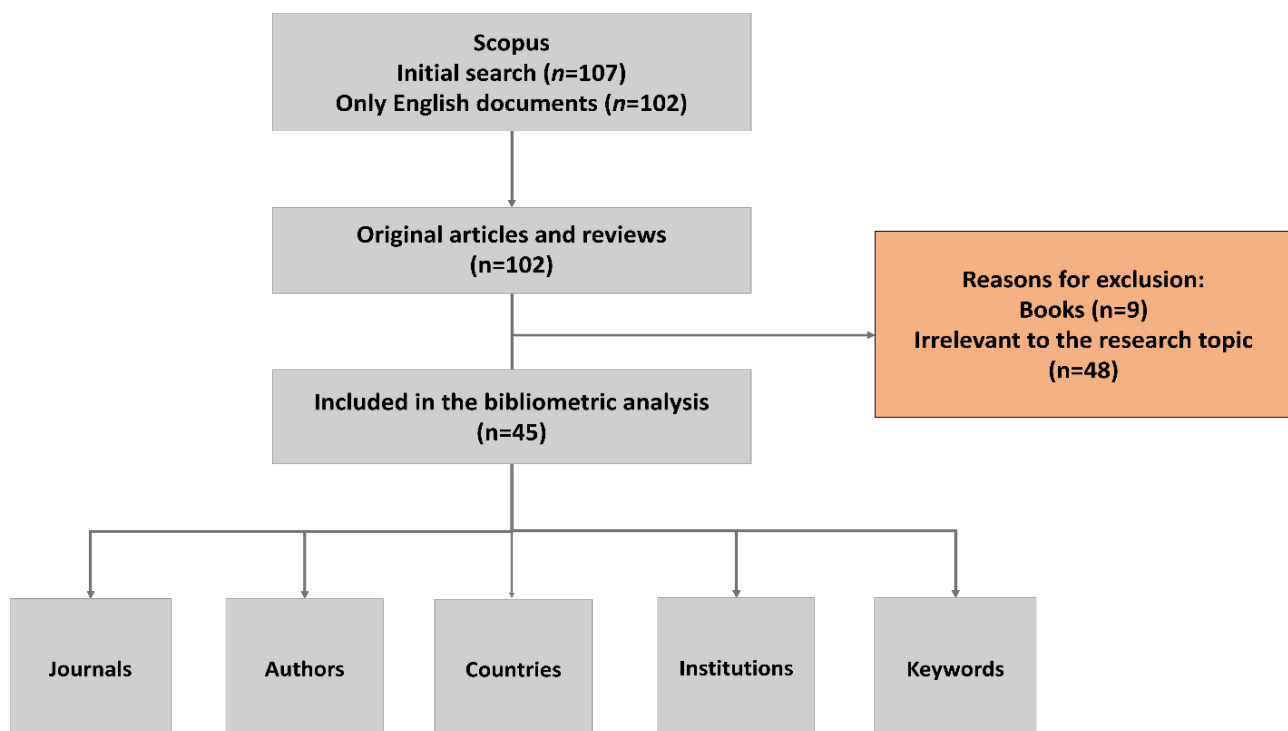 Scopus
Initial search (n=107)
Only English documents (n=102)
Original articles and reviews
(n=102)
Reasons for exclusion:
Books (n=9)
Irrelevant to the research topic
(n=48)
Included in the bibliometric analysis
(n=45)
Journals
Authors
Countries
Institutions
Keywords